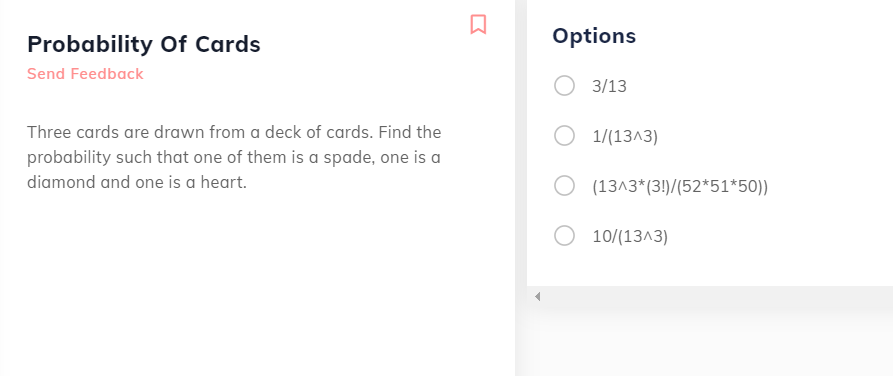 Probability Of Cards
Send Feedback
Three cards are drawn from a deck of cards. Find the
probability such that one of them is a spade, one is a
diamond and one is a heart.
Options
3/13
1/(13^3)
(13^3*(3!)/(52*51*50))
10/(13^3)